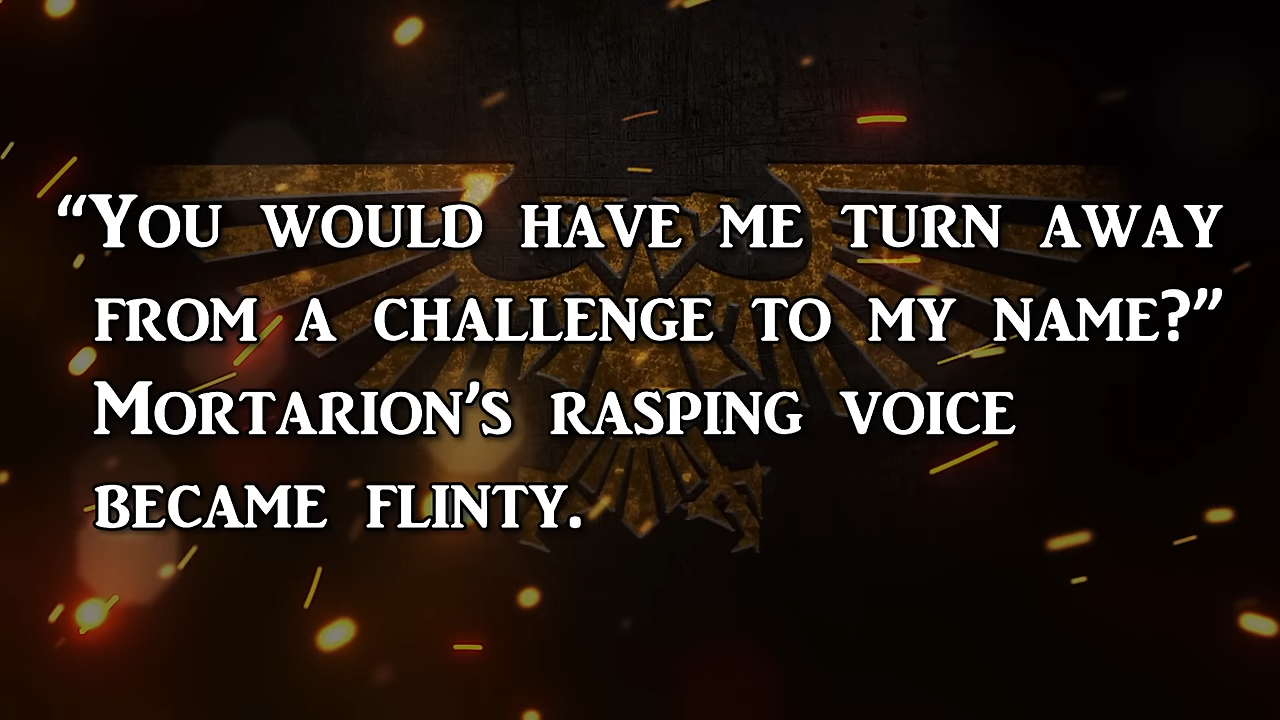 “You would have me turn away
from a challenge to my name?”
Mortarion’s rasping voice
became flinty.